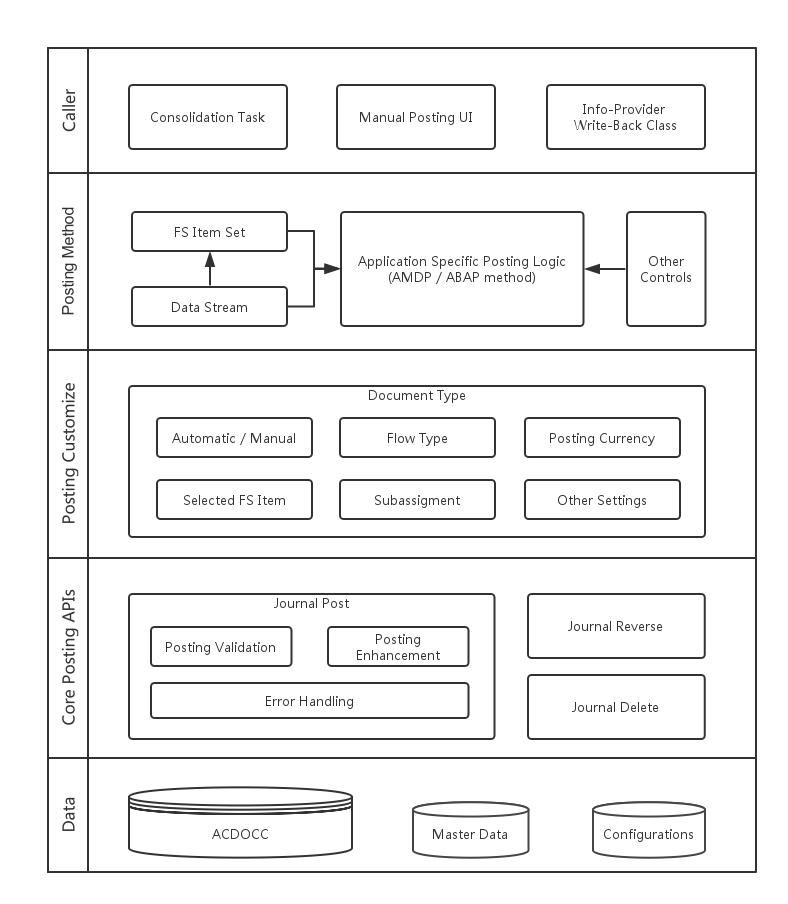 Caller
Consolidation Task
Manual Posting UI
Info-Provider
Write-Back Class
Posting Method
FS Item Set
Data Stream
Application Specific Posting Logic
(AMDP / ABAP method)
Other
Controls
Posting Customize
Document Type
Automatic / Manual
Flow Type
Posting Currency
Selected FS Item
Subassigment
Other Settings
Core Posting APIs
Journal Post
Posting Validation
Posting
Enhancement
Error Handling
Journal Reverse
Journal Delete
Data
ACDOCC
Master Data
Configurations